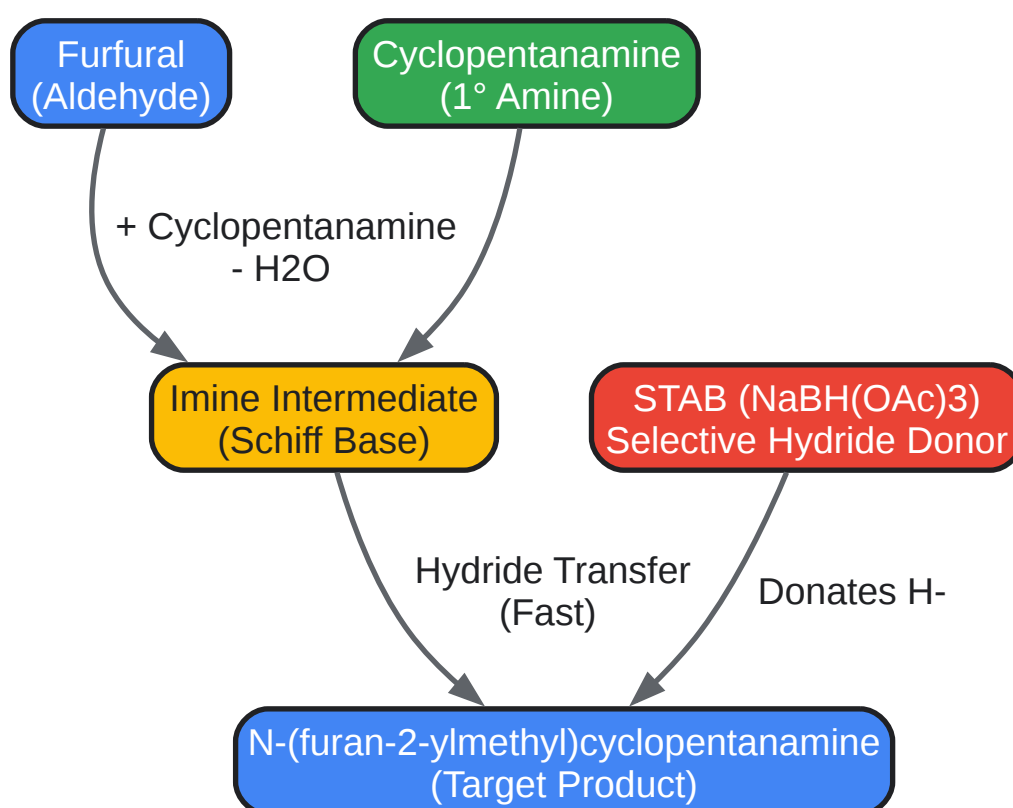 Furfural
(Aldehyde)
Cyclopentanamine
(1° Amine)
+ Cyclopentanamine
- H2O
Imine Intermediate
(Schiff Base)
STAB (NaBH(OAc)3)
Selective Hydride Donor
Hydride Transfer
(Fast)
Donates H-
N-(furan-2-ylmethyl)cyclopentanamine
(Target Product)